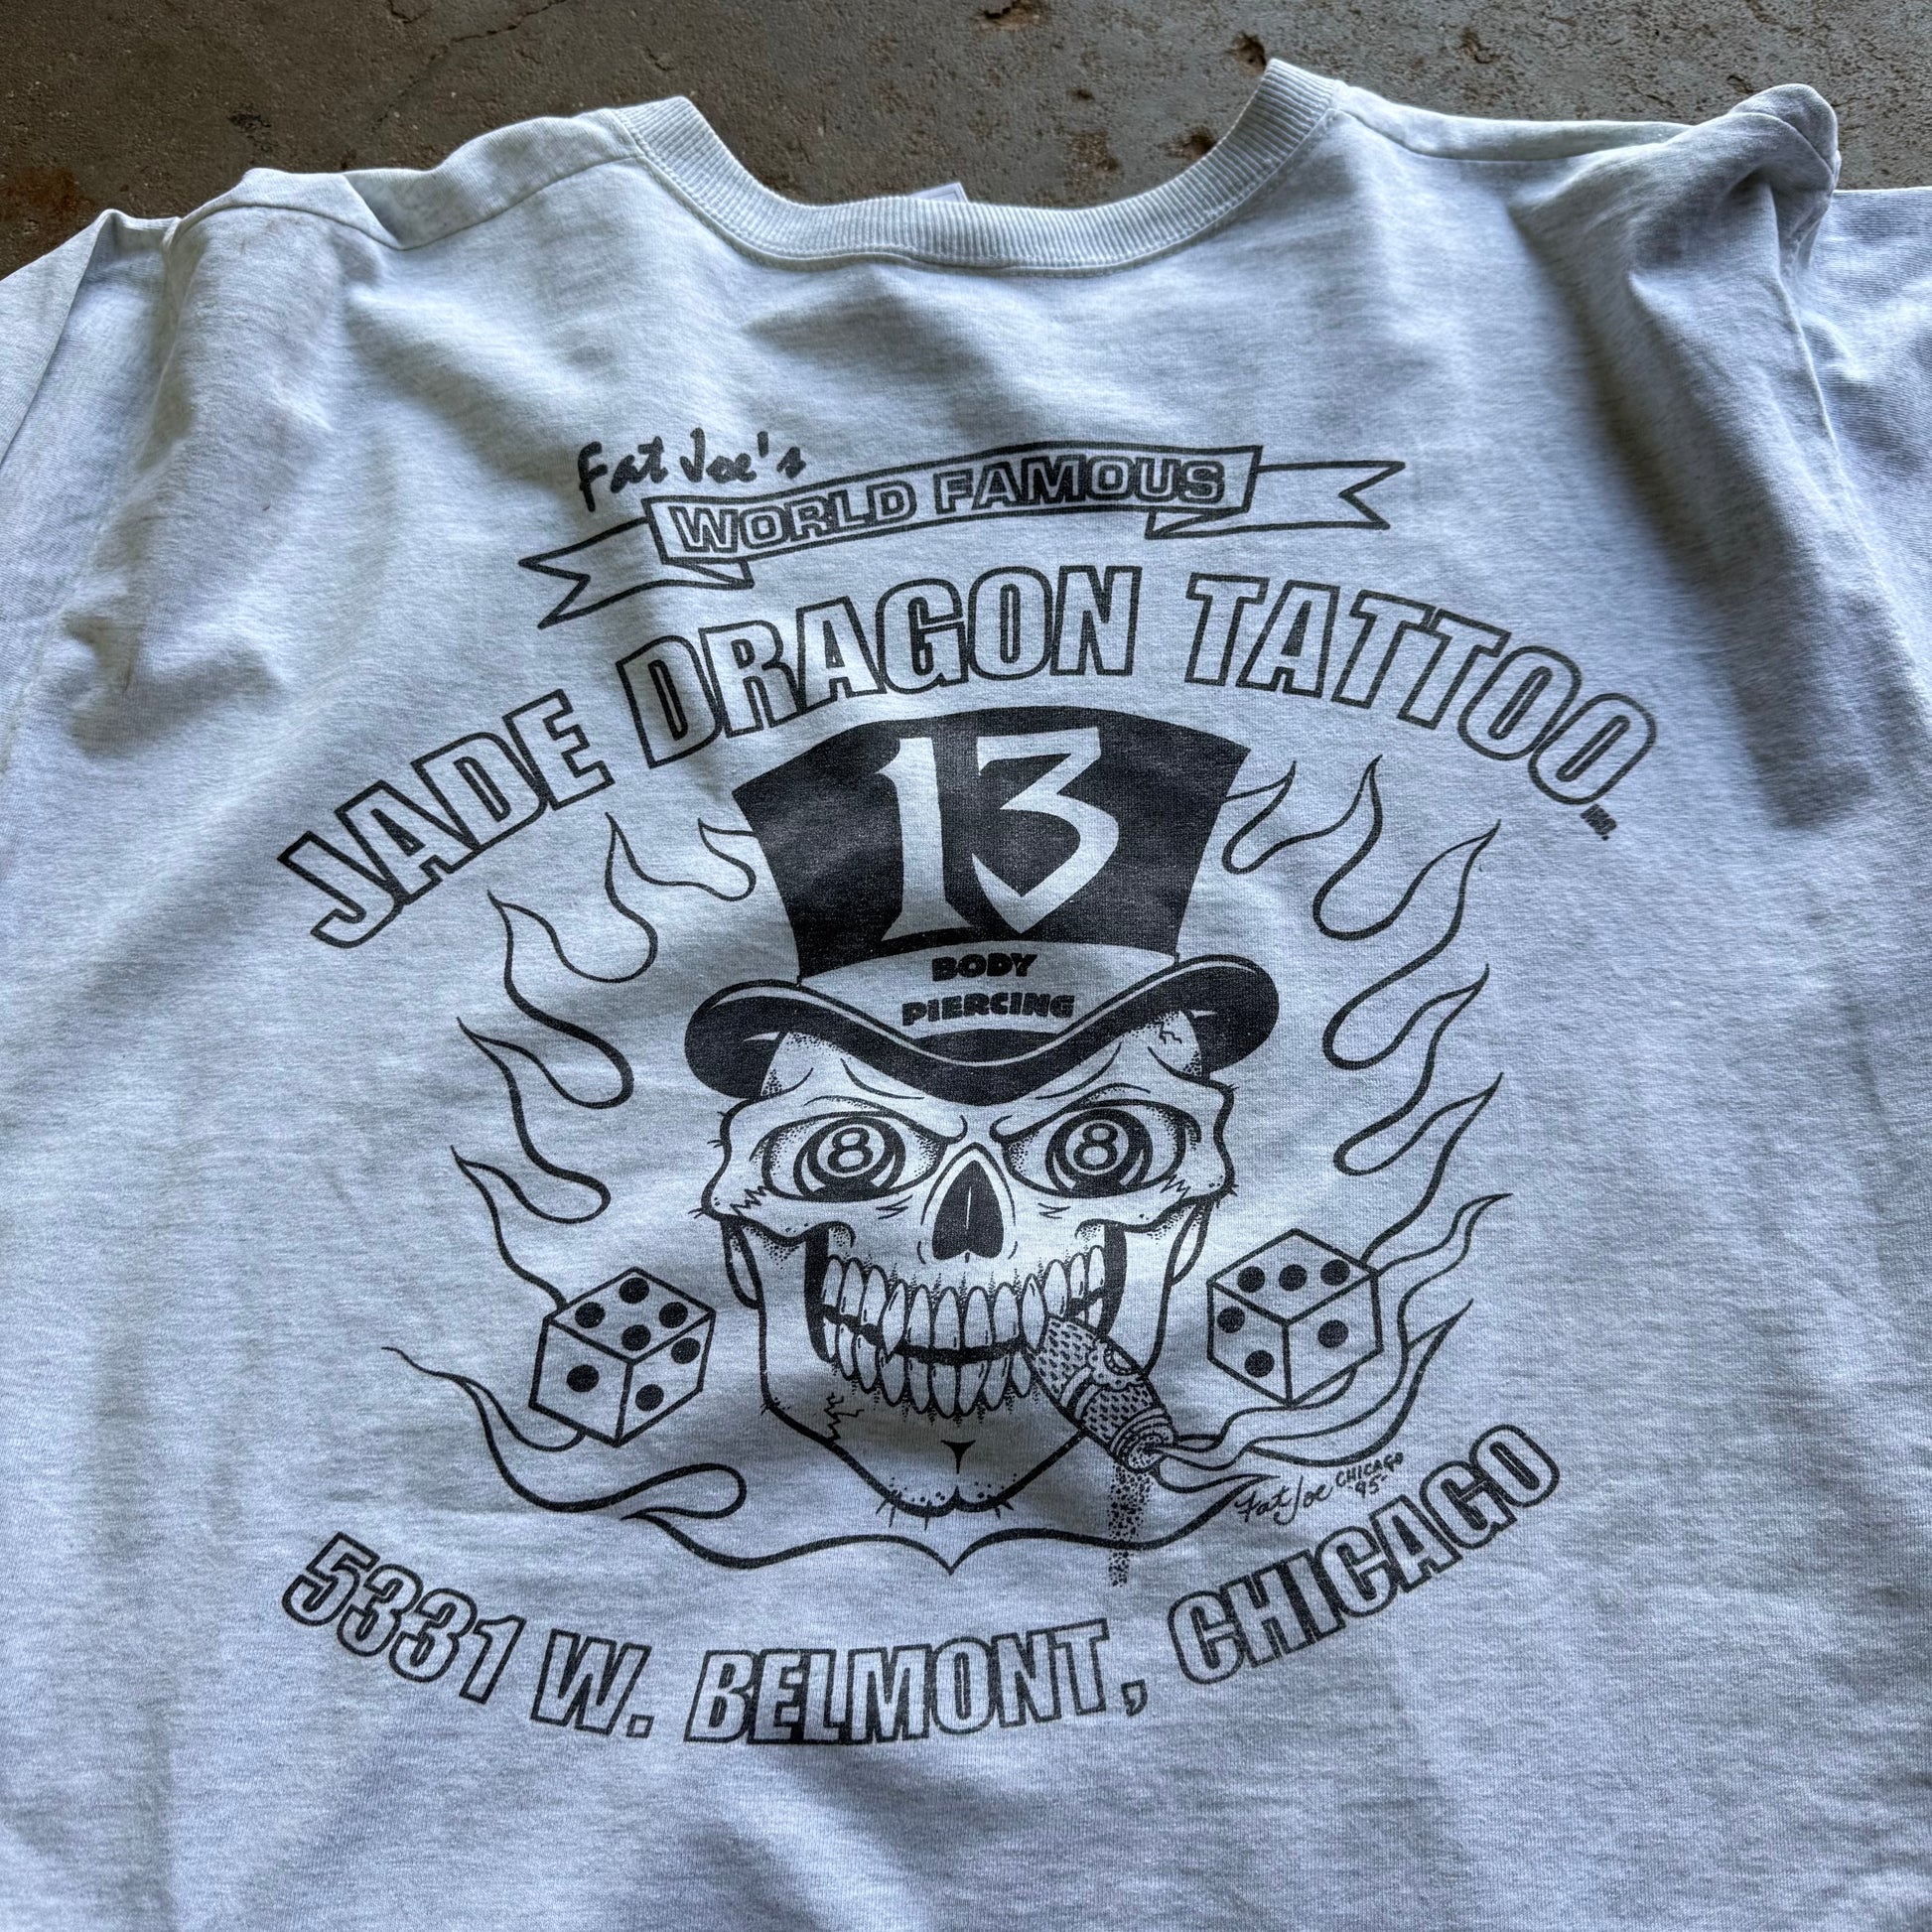 Fat Joe's
WORLD FAMOUS
JADE DRAGON TATTOO INC.
13
BODY
PIERCING
8 8
Fat Joe CHICAGO
95
5331 W. BELMONT, CHICAGO